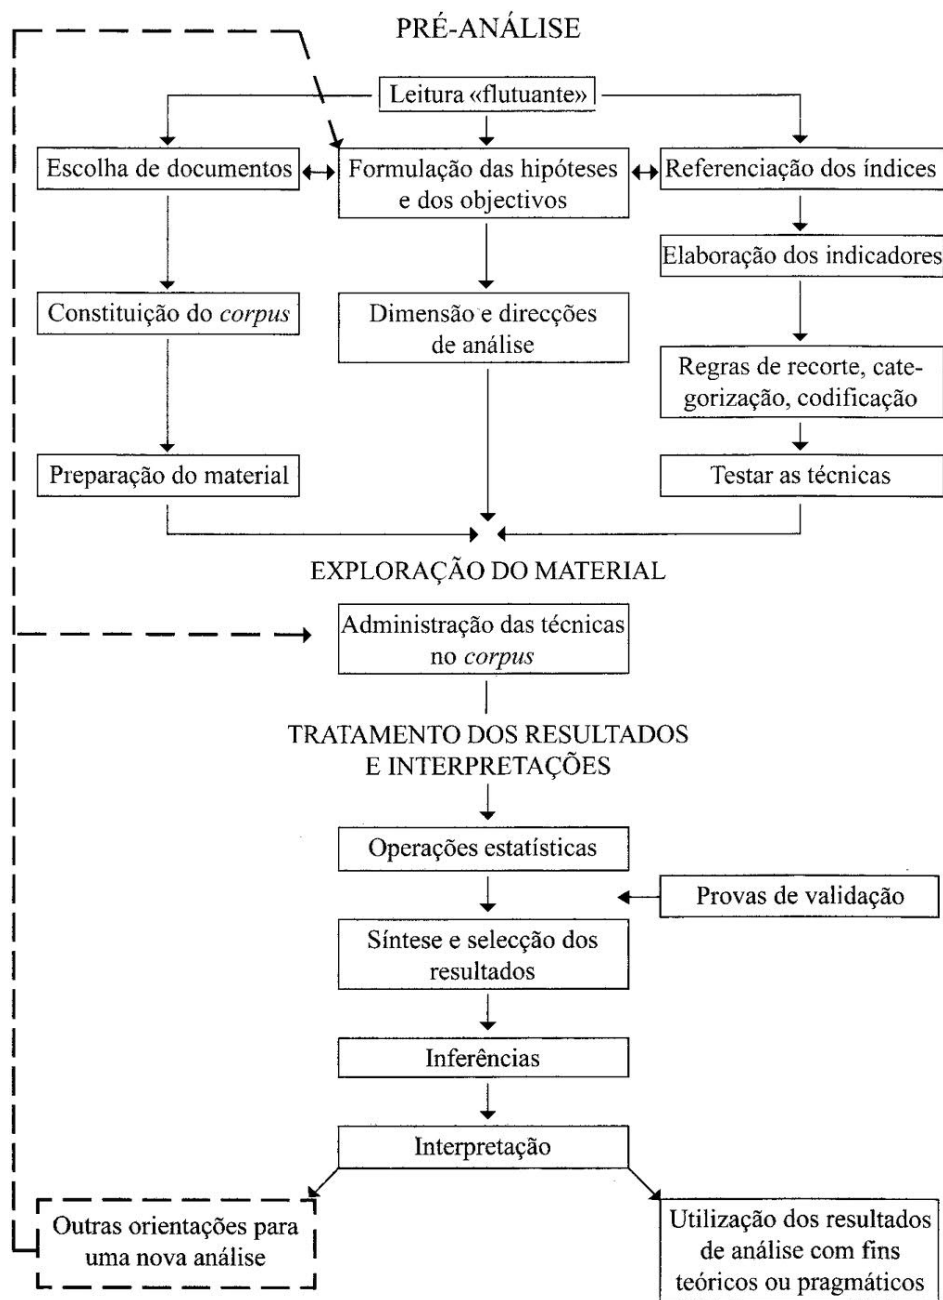 PRÉ-ANÁLISE
Leitura «flutuante»
Escolha de documentos
Formulação das hipóteses
e dos objectivos
Referenciação dos índices
Elaboração dos indicadores
Constituição do corpus
Dimensão e direcções
de análise
Regras de recorte, cate-
gorização, codificação
Preparação do material
Testar as técnicas
EXPLORAÇÃO DO MATERIAL
Administração das técnicas
no corpus
TRATAMENTO DOS RESULTADOS
E INTERPRETAÇÕES
Operações estatísticas
Provas de validação
Síntese e selecção dos
resultados
Inferências
Interpretação
Outras orientações para
uma nova análise
Utilização dos resultados
de análise com fins
teóricos ou pragmáticos